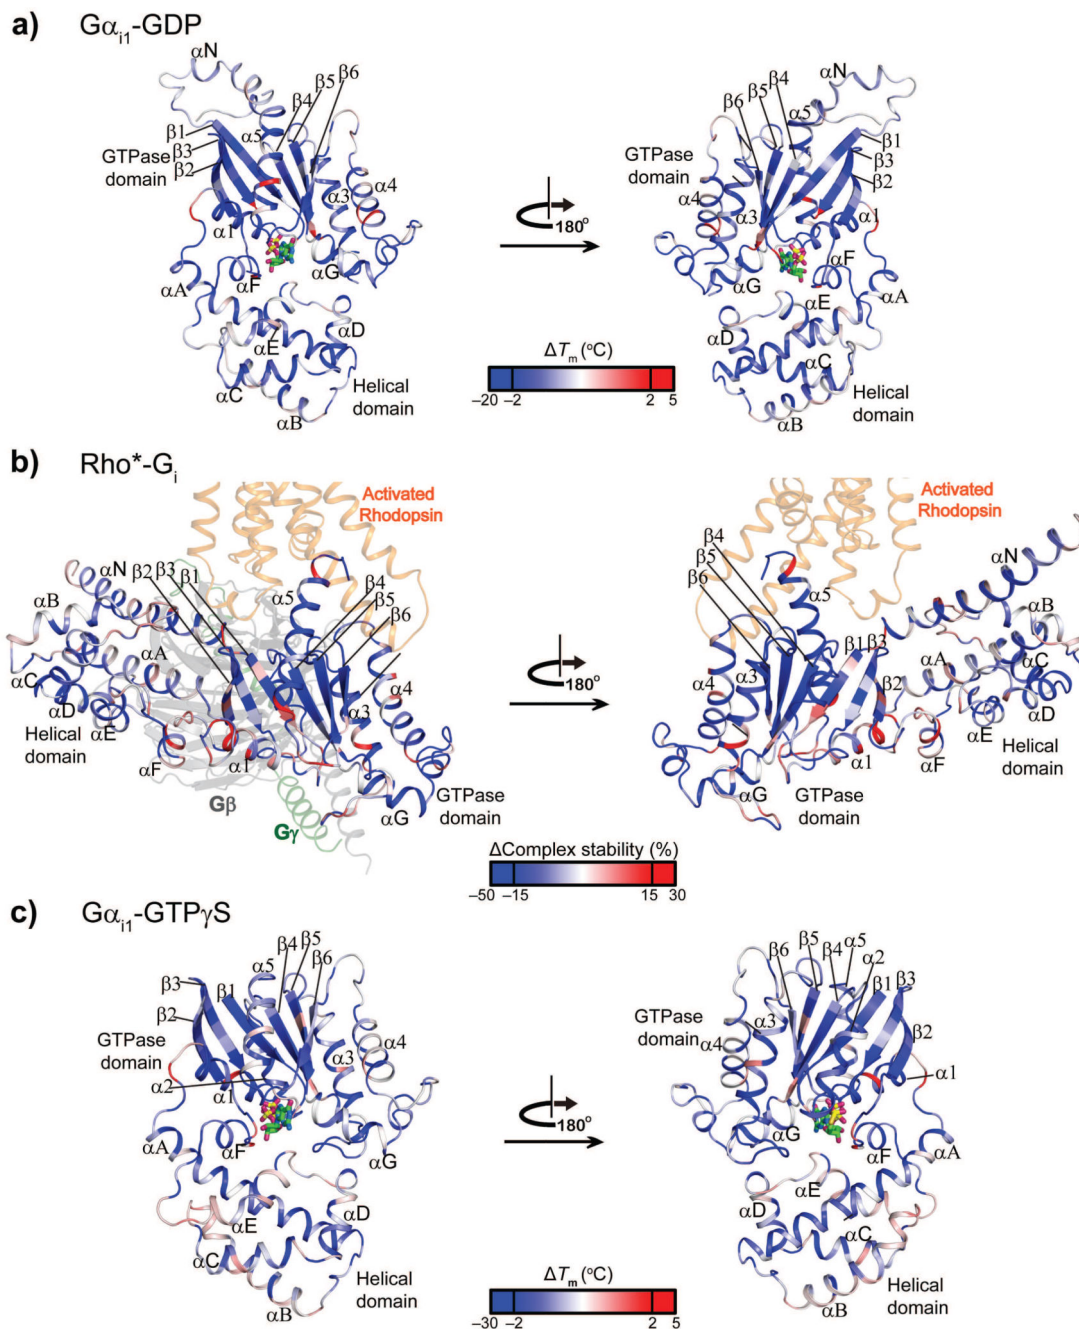 a) Gαi1-GDP
αN
β6
β5
β4
β1
α5
β3
GTPase
domain
β2
α4
α3
α1
αF
αG
αA
αE
αD
αC
Helical
domain
αB
180°
ΔTm (°C)
–20 –2 2 5
αN
β4
β5
β6
α5
β1
GTPase
domain
β3
β2
α4
α3
α1
αF
αG
αE
αA
αD
αC
Helical
domain
αB
b) Rho*-Gi
Activated
Rhodopsin
αN
β2
β3
β1
α5
β4
β5
β6
αB
αA
α4
αC
αD
α3
Helical
domain
αE
αF
α1
Gβ
αG
GTPase
domain
Gγ
180°
ΔComplex stability (%)
–50 –15 15 30
Activated
Rhodopsin
β4
β5
β6
α5
αN
αB
β1
β3
αA
αC
α4
α3
β2
αD
αE
α1
αF
Helical
domain
αG
GTPase
domain
c) Gαi1-GTPγS
β5
β4
α5
β6
β3
β1
β2
GTPase
domain
α4
α3
α2
α1
αA
αF
αG
αE
αD
αC
Helical
domain
αB
180°
ΔTm (°C)
–30 –2 2 5
β6
β5
α5
β4
α2
β1
β3
GTPase
domain
α3
α4
β2
α1
αG
αF
αA
αE
αD
αC
Helical
domain
αB